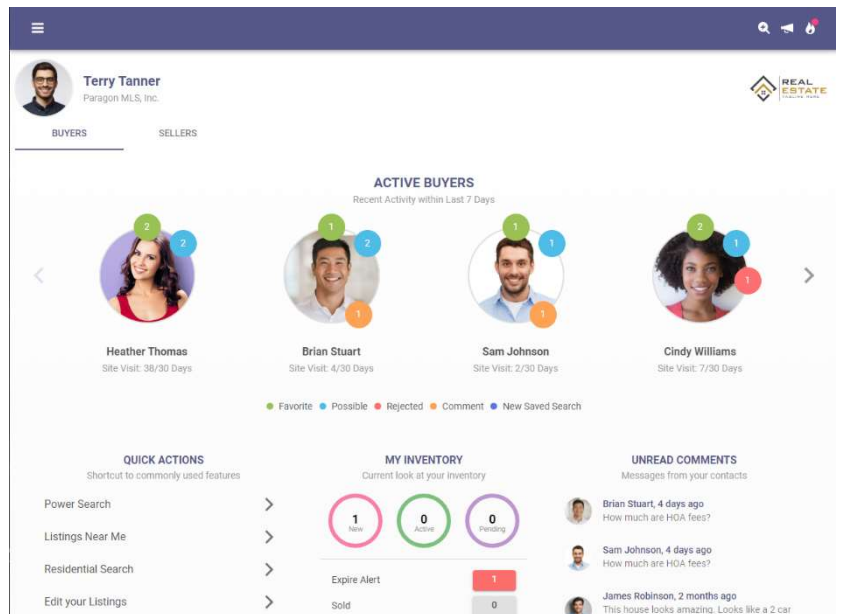 Terry Tanner
Paragon MLS, Inc.
REAL
ESTATE
BUYERS SELLERS
ACTIVE BUYERS
Recent Activity within Last 7 Days
2 2 1 2 1 1 2 1
1
1 1
Heather Thomas Brian Stuart Sam Johnson Cindy Williams
Site Visit: 38/30 Days Site Visit: 4/30 Days Site Visit: 2/30 Days Site Visit: 7/30 Days
Favorite Possible Rejected Comment New Saved Search
QUICK ACTIONS
Shortcut to commonly used features
Power Search
Listings Near Me
Residential Search
Edit your Listings
MY INVENTORY
Current look at your inventory
1 0 0
New Active Pending
Expire Alert 1
Sold 0
UNREAD COMMENTS
Messages from your contacts
Brian Stuart, 4 days ago
How much are HOA fees?
Sam Johnson, 4 days ago
How much are HOA fees?
James Robinson, 2 months ago
This house looks amazing. Looks like a 2 car